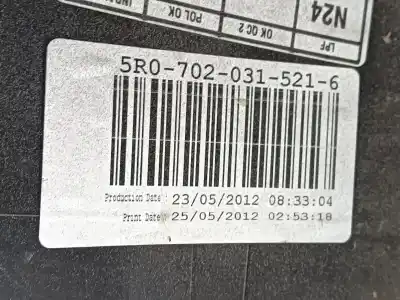 N24
LPF
OK QC 2
POL OK
5R0-702-031-521-6
Production Date : 23/05/2012 08:33:04
Print Date : 25/05/2012 02:53:18